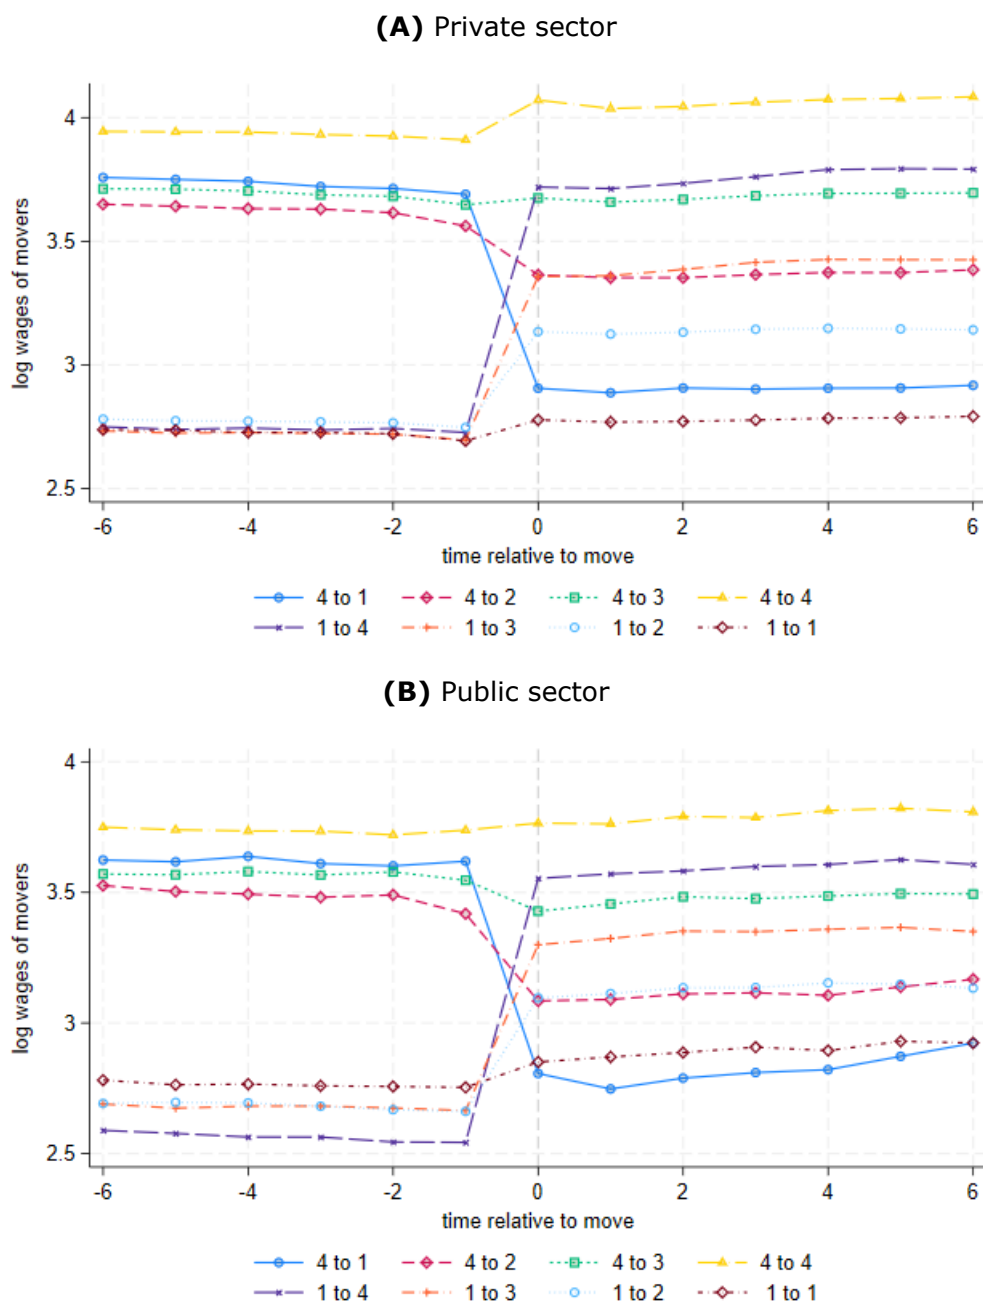 (A) Private sector
4
3.5
3
2.5
log wages of movers
-6 -4 -2 0 2 4 6
time relative to move
4 to 1 4 to 2 4 to 3 4 to 4
1 to 4 1 to 3 1 to 2 1 to 1
(B) Public sector
4
3.5
3
2.5
log wages of movers
-6 -4 -2 0 2 4 6
time relative to move
4 to 1 4 to 2 4 to 3 4 to 4
1 to 4 1 to 3 1 to 2 1 to 1